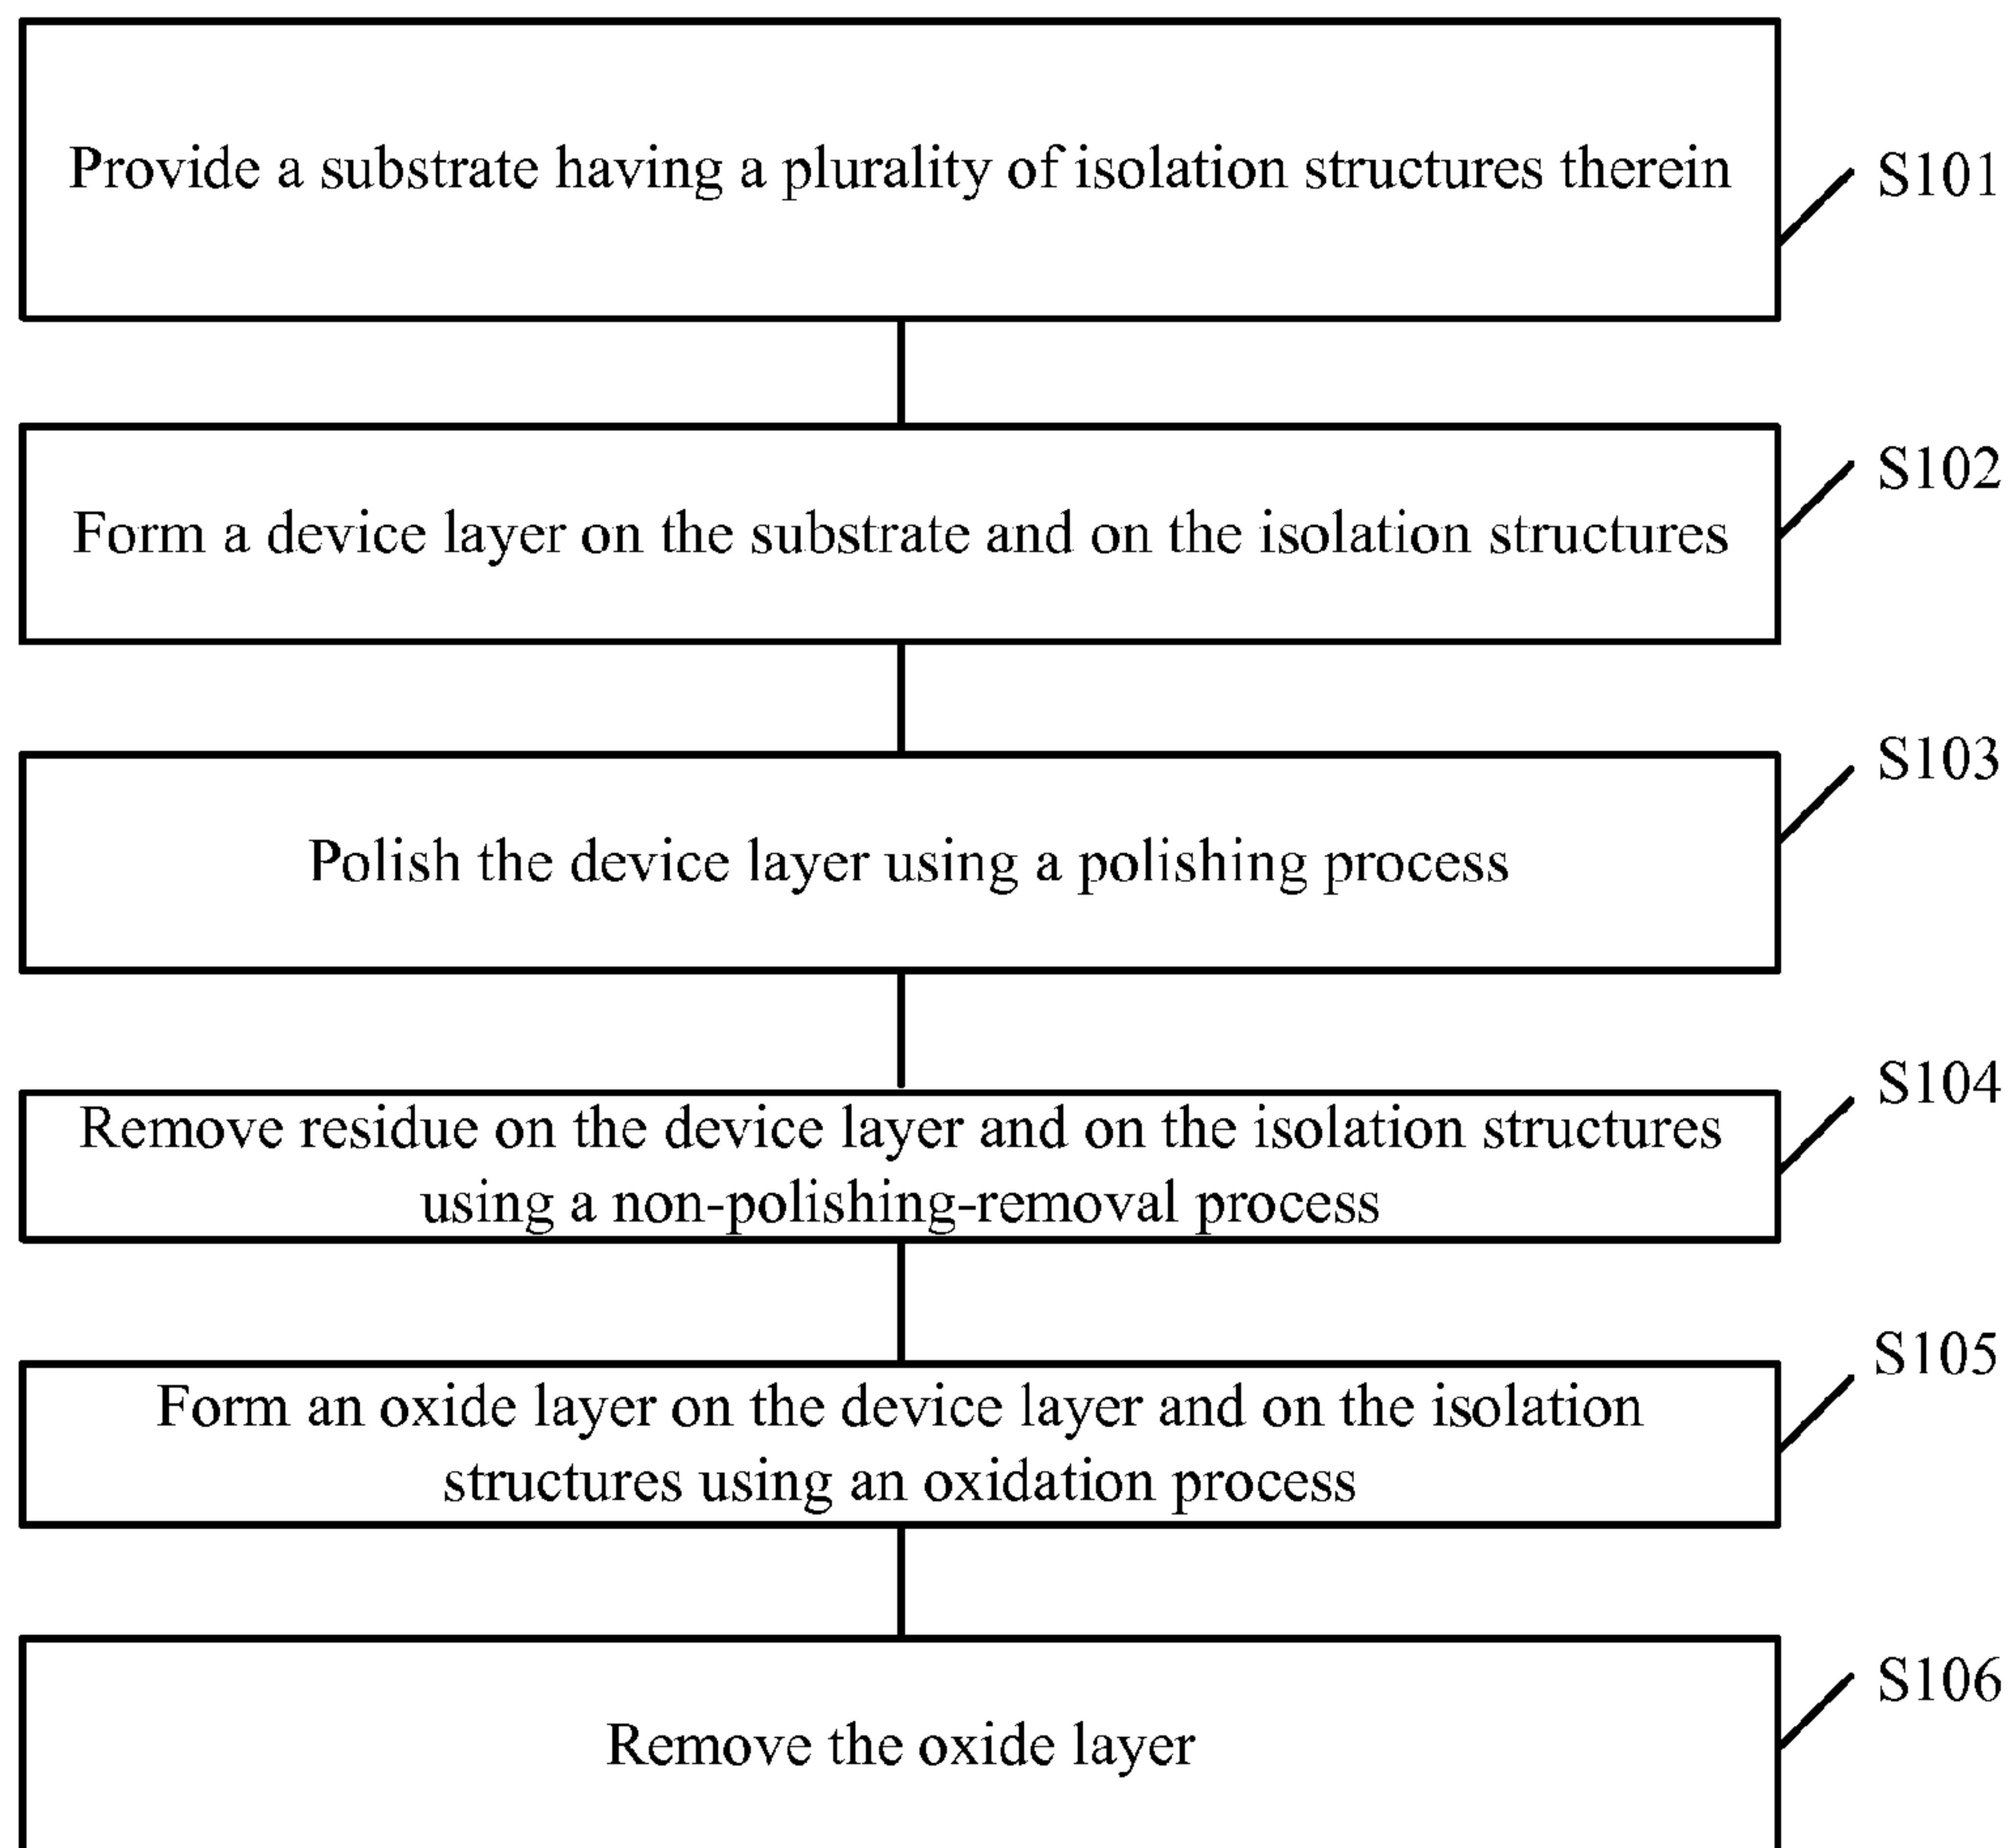 Provide a substrate having a plurality of isolation structures therein
S101
Form a device layer on the substrate and on the isolation structures
S102
Polish the device layer using a polishing process
S103
Remove residue on the device layer and on the isolation structures
using a non-polishing-removal process
S104
Form an oxide layer on the device layer and on the isolation
structures using an oxidation process
S105
Remove the oxide layer
S106